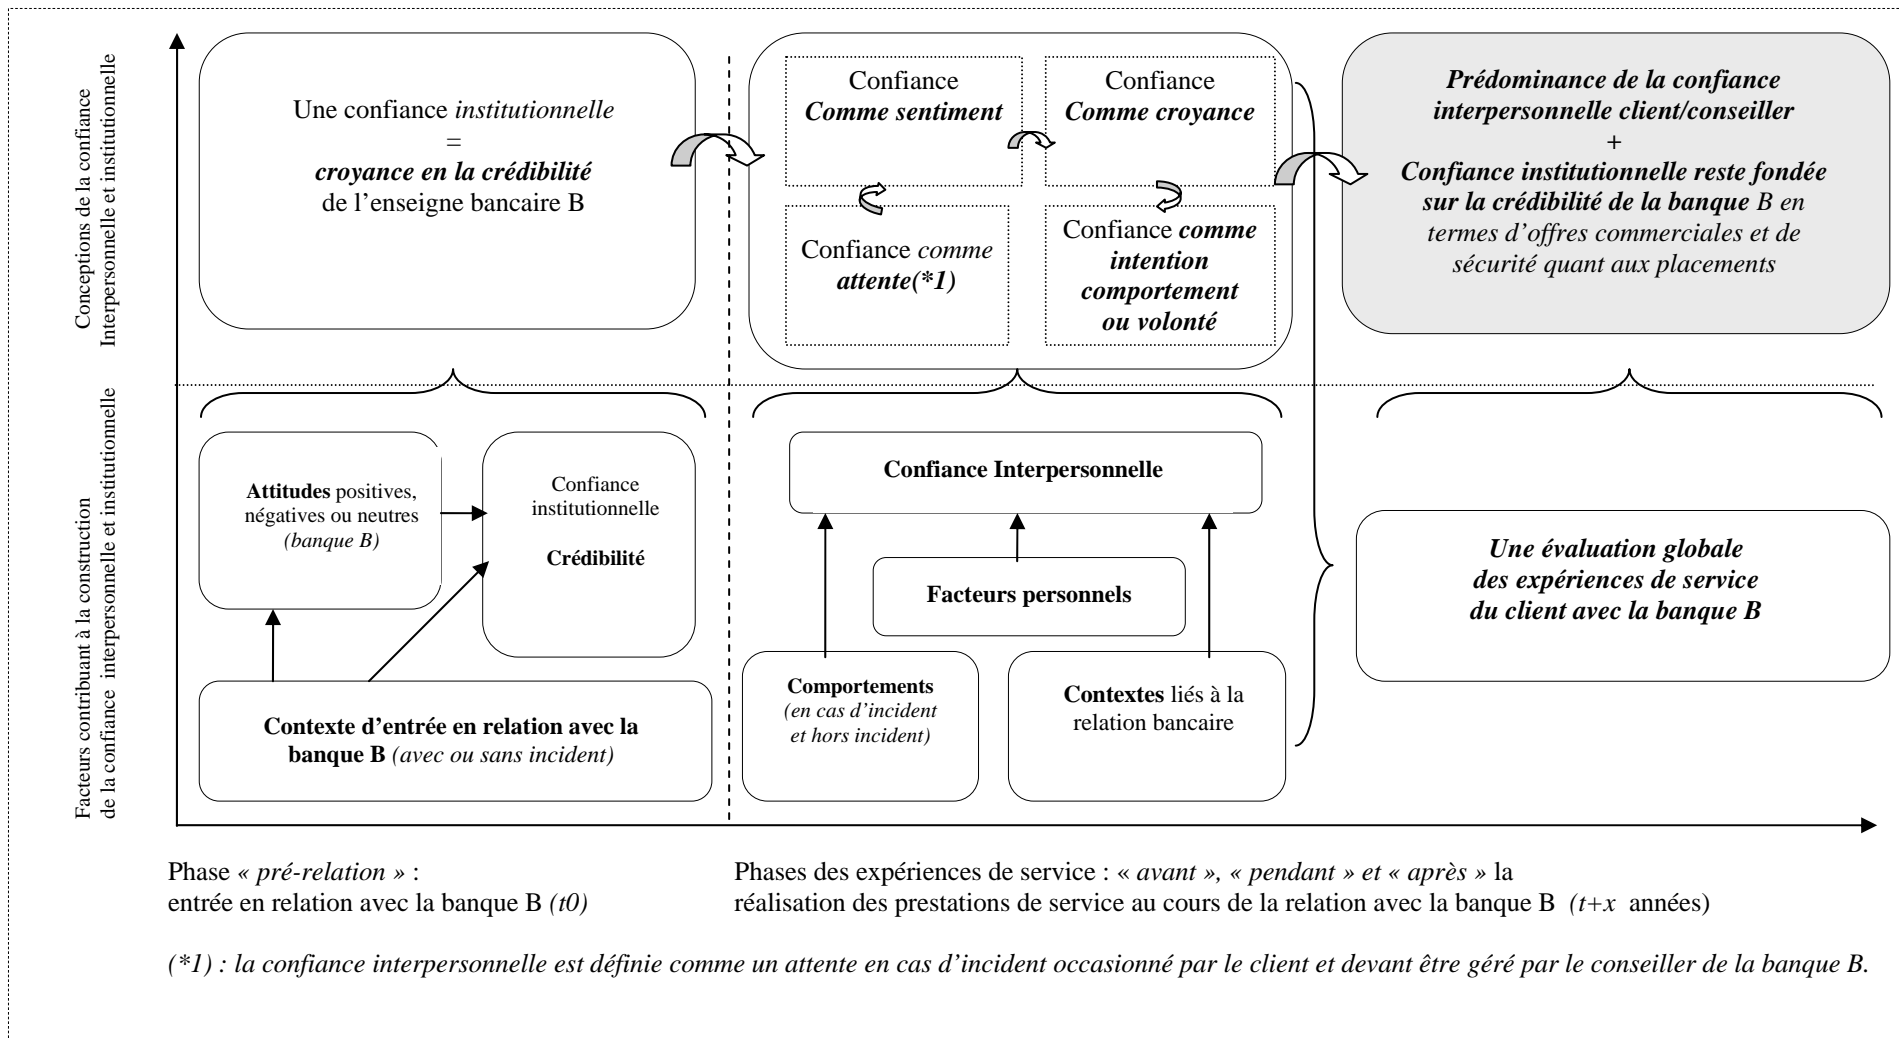 Conceptions de la confiance
Interpersonnelle et institutionnelle
Une confiance institutionnelle
=
croyance en la crédibilité
de l’enseigne bancaire B
Confiance
Comme sentiment
Confiance
Comme croyance
Confiance comme
attente(*1)
Confiance comme
intention
comportement
ou volonté
Prédominance de la confiance
interpersonnelle client/conseiller
+
Confiance institutionnelle reste fondée
sur la crédibilité de la banque B en
termes d’offres commerciales et de
sécurité quant aux placements
Facteurs contribuant à la construction
de la confiance interpersonnelle et institutionnelle
Attitudes positives,
négatives ou neutres
(banque B)
Confiance
institutionnelle
Crédibilité
Contexte d’entrée en relation avec la
banque B (avec ou sans incident)
Confiance Interpersonnelle
Facteurs personnels
Comportements
(en cas d’incident
et hors incident)
Contextes liés à la
relation bancaire
Une évaluation globale
des expériences de service
du client avec la banque B
Phase « pré-relation » :
entrée en relation avec la banque B (t0)
Phases des expériences de service : « avant », « pendant » et « après » la
réalisation des prestations de service au cours de la relation avec la banque B (t+x années)
(*1) : la confiance interpersonnelle est définie comme un attente en cas d’incident occasionné par le client et devant être géré par le conseiller de la banque B.